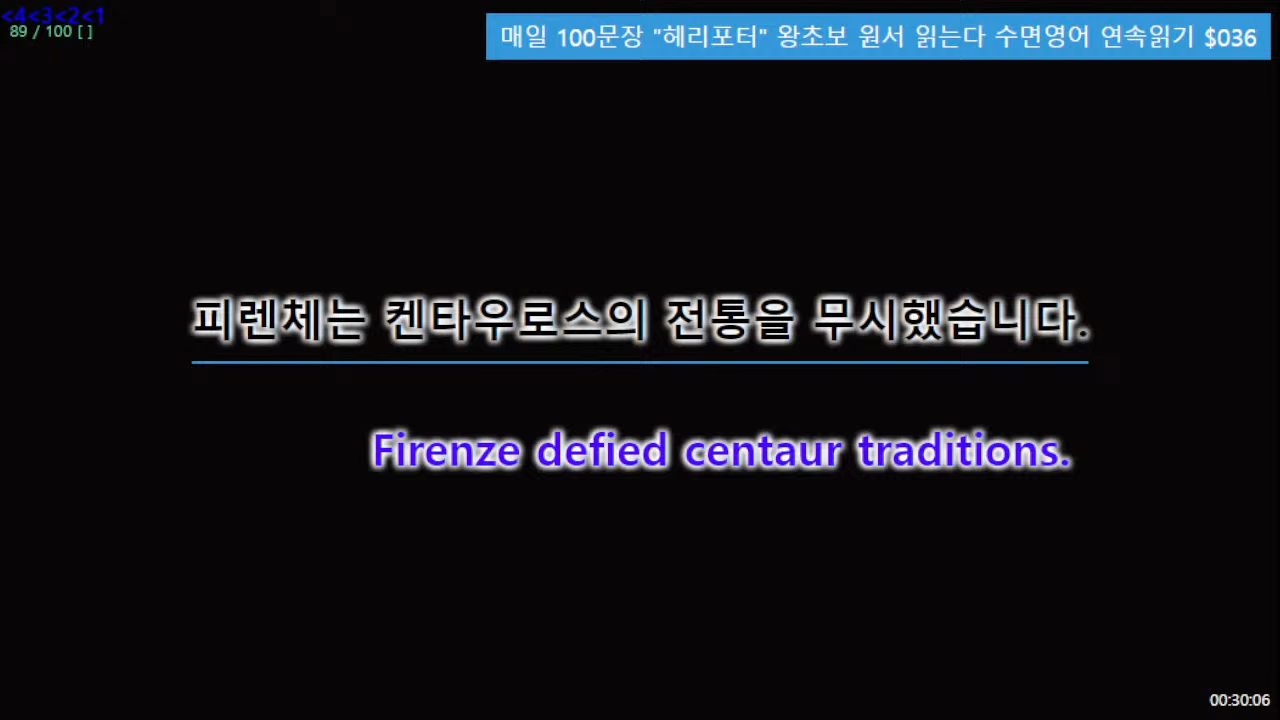 <4<3<2<1
89 / 100 [ ]
매일 100문장 "헤리포터" 왕초보 원서 읽는다 수면영어 연속읽기 $036
피렌체는 켄타우로스의 전통을 무시했습니다.
Firenze defied centaur traditions.
00:30:06